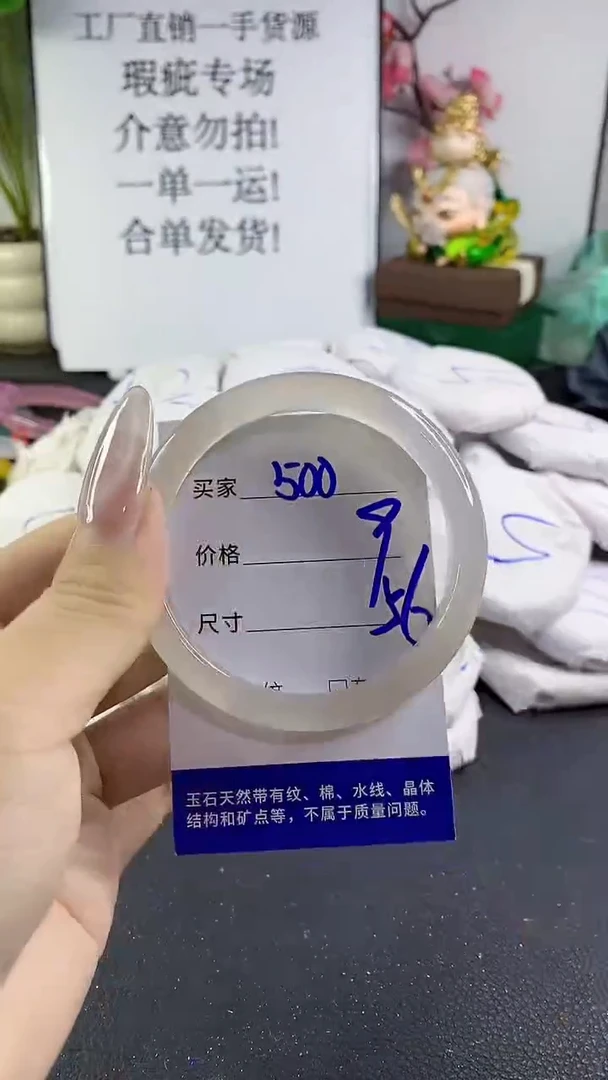 工厂直销一手货源
瑕疵专场
介意勿拍!
一单一运!
合单发货!
买家 500
价格
尺寸 56
玉石天然带有纹、棉、水线、晶体
结构和矿点等，不属于质量问题。